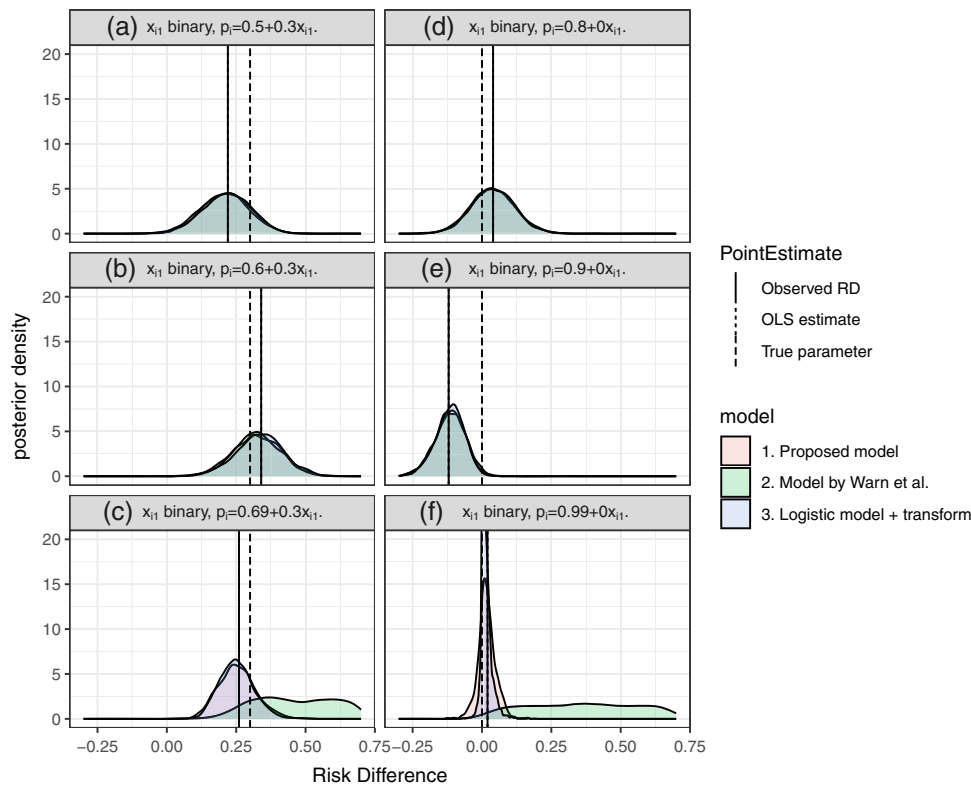 (a) xi1 binary, pi=0.5+0.3xi1.
(d) xi1 binary, pi=0.8+0xi1.
20
15
10
5
0
(b) xi1 binary, pi=0.6+0.3xi1.
(e) xi1 binary, pi=0.9+0xi1.
20
15
10
5
0
(c) xi1 binary, pi=0.69+0.3xi1.
(f) xi1 binary, pi=0.99+0xi1.
20
15
10
5
0
−0.25 0.00 0.25 0.50 0.75
−0.25 0.00 0.25 0.50 0.75
posterior density
Risk Difference
PointEstimate
Observed RD
OLS estimate
True parameter
model
1. Proposed model
2. Model by Warn et al.
3. Logistic model + transform